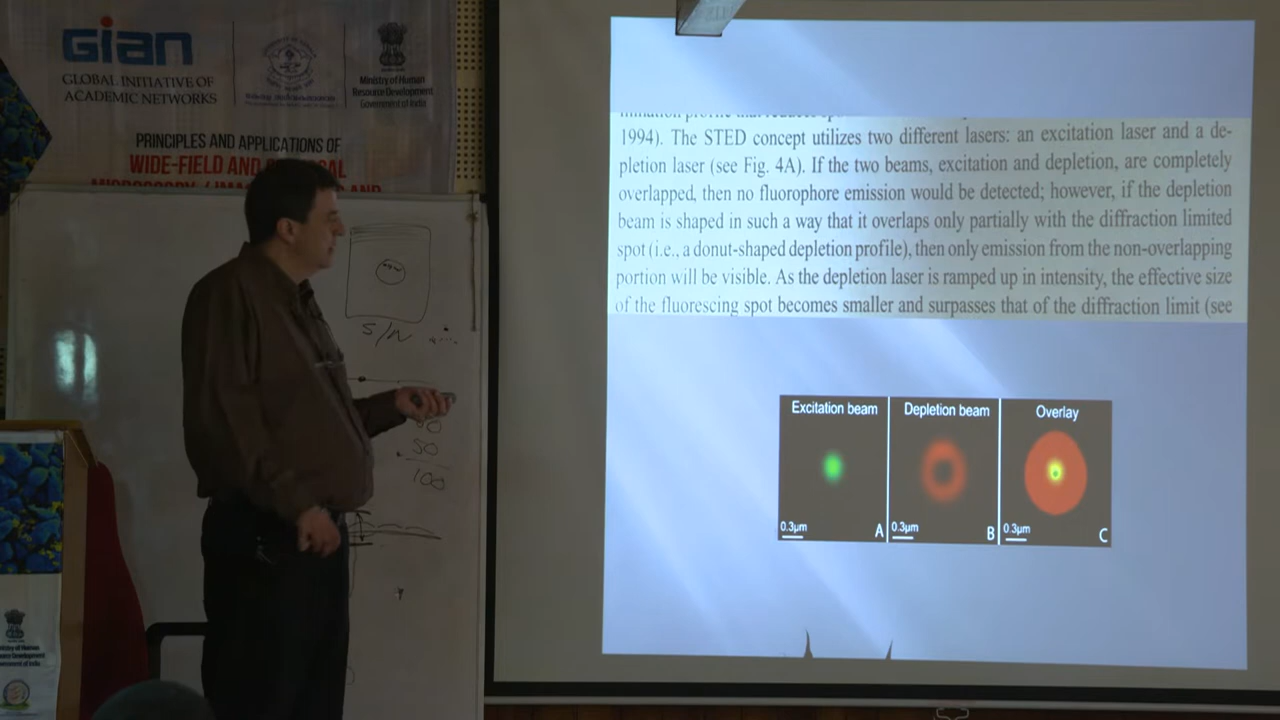 GIAN
GLOBAL INITIATIVE OF
ACADEMIC NETWORKS
Ministry of Human
Resource Development
Government of India
PRINCIPLES AND APPLICATIONS OF
WIDE-FIELD AND
S/N
50
100
1994). The STED concept utilizes two different lasers: an excitation laser and a de-
pletion laser (see Fig. 4A). If the two beams, excitation and depletion, are completely
overlapped, then no fluorophore emission would be detected; however, if the depletion
beam is shaped in such a way that it overlaps only partially with the diffraction limited
spot (i.e., a donut-shaped depletion profile), then only emission from the non-overlapping
portion will be visible. As the depletion laser is ramped up in intensity, the effective size
of the fluorescing spot becomes smaller and surpasses that of the diffraction limit (see
Excitation beam
Depletion beam
Overlay
0.3µm
A
0.3µm
B
0.3µm
C